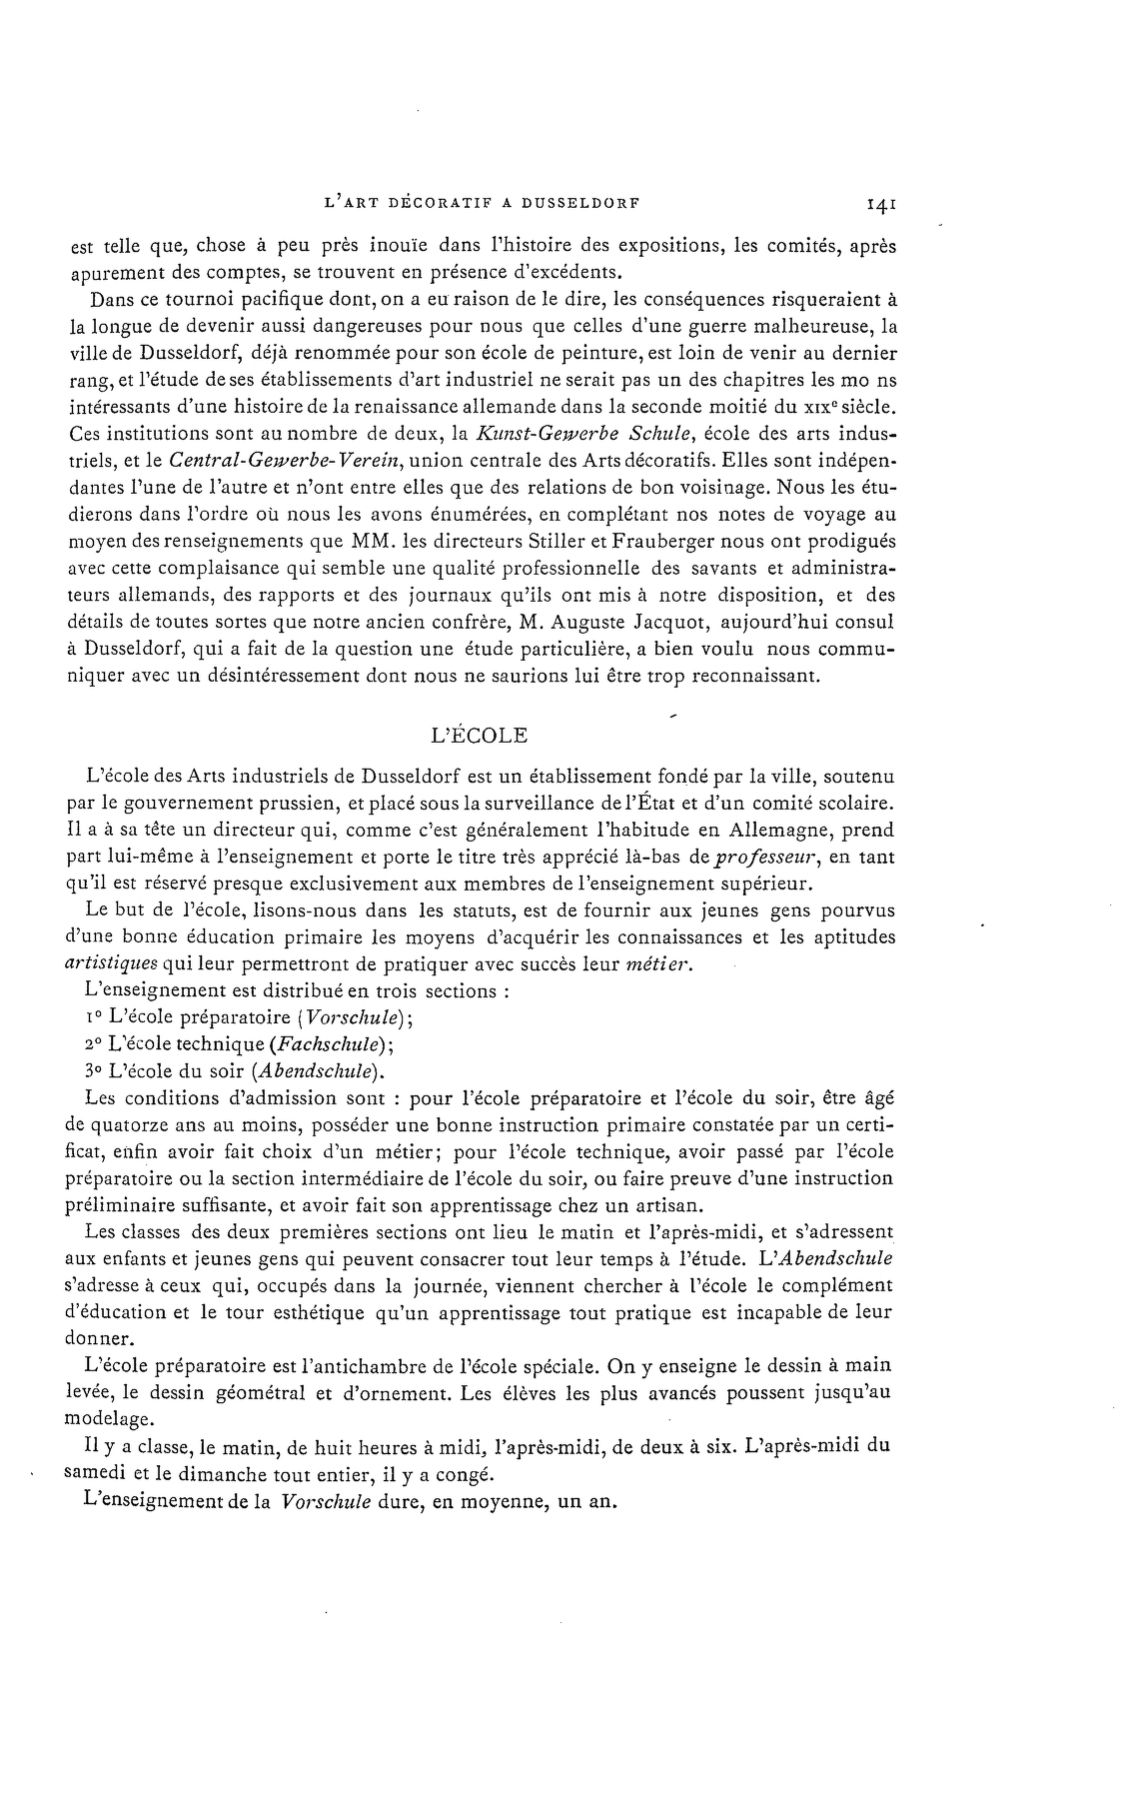 L'ART DÉCORATIF A DUSSELDORF 141
est telle que, chose à peu près inouïe dans l'histoire des expositions, les comités, après
apurement des comptes, se trouvent en présence d'excédents.
Dans ce tournoi pacifique dont, on a eu raison de le dire, les conséquences risqueraient à
la longue de devenir aussi dangereuses pour nous que celles d'une guerre malheureuse, la
ville de Dusseldorf, déjà renommée pour son école de peinture, est loin de venir au dernier
rang, et l'étude de ses établissements d'art industriel ne serait pas un des chapitres les mo ns
intéressants d'une histoire de la renaissance allemande dans la seconde moitié du XIXe siècle.
Ces institutions sont au nombre de deux, la Kunst-Gewerbe Schule, école des arts indus-
triels, et le Central-Gewerbe-Verein, union centrale des Arts décoratifs. Elles sont indépen-
dantes l'une de l'autre et n'ont entre elles que des relations de bon voisinage. Nous les étu-
dierons dans l'ordre où nous les avons énumérées, en complétant nos notes de voyage au
moyen des renseignements que MM. les directeurs Stiller et Frauberger nous ont prodigués
avec cette complaisance qui semble une qualité professionnelle des savants et administra-
teurs allemands, des rapports et des journaux qu'ils ont mis à notre disposition, et des
détails de toutes sortes que notre ancien confrère, M. Auguste Jacquot, aujourd'hui consul
à Dusseldorf, qui a fait de la question une étude particulière, a bien voulu nous commu-
niquer avec un désintéressement dont nous ne saurions lui être trop reconnaissant.
L'ÉCOLE
L'école des Arts industriels de Dusseldorf est un établissement fondé par la ville, soutenu
par le gouvernement prussien, et placé sous la surveillance de l'État et d'un comité scolaire.
Il a à sa tête un directeur qui, comme c'est généralement l'habitude en Allemagne, prend
part lui-même à l'enseignement et porte le titre très apprécié là-bas de professeur, en tant
qu'il est réservé presque exclusivement aux membres de l'enseignement supérieur.
Le but de l'école, lisons-nous dans les statuts, est de fournir aux jeunes gens pourvus
d'une bonne éducation primaire les moyens d'acquérir les connaissances et les aptitudes
artistiques qui leur permettront de pratiquer avec succès leur métier.
L'enseignement est distribué en trois sections :
1° L'école préparatoire (Vorschule);
2° L'école technique (Fachschule);
3° L'école du soir (Abendschule).
Les conditions d'admission sont : pour l'école préparatoire et l'école du soir, être âgé
de quatorze ans au moins, posséder une bonne instruction primaire constatée par un certi-
ficat, enfin avoir fait choix d'un métier; pour l'école technique, avoir passé par l'école
préparatoire ou la section intermédiaire de l'école du soir, ou faire preuve d'une instruction
préliminaire suffisante, et avoir fait son apprentissage chez un artisan.
Les classes des deux premières sections ont lieu le matin et l'après-midi, et s'adressent
aux enfants et jeunes gens qui peuvent consacrer tout leur temps à l'étude. L'Abendschule
s'adresse à ceux qui, occupés dans la journée, viennent chercher à l'école le complément
d'éducation et le tour esthétique qu'un apprentissage tout pratique est incapable de leur
donner.
L'école préparatoire est l'antichambre de l'école spéciale. On y enseigne le dessin à main
levée, le dessin géométral et d'ornement. Les élèves les plus avancés poussent jusqu'au
modelage.
Il y a classe, le matin, de huit heures à midi, l'après-midi, de deux à six. L'après-midi du
samedi et le dimanche tout entier, il y a congé.
L'enseignement de la Vorschule dure, en moyenne, un an.